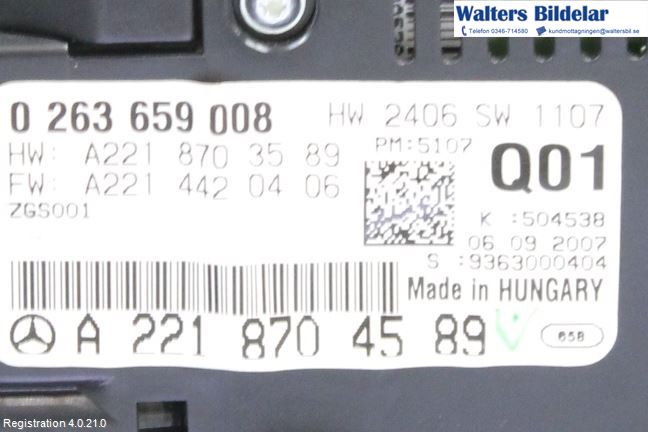 Walters Bildelar
Telefon 0346-714580 kundmottagningen@waltersbil.se
0 263 659 008 HW 2406 SW 1107
HW: A221 870 35 89 PM:5107
FW: A221 442 04 06 Q01
ZGS001 K :504538
06 09 2007
S :9363000404
Made in HUNGARY
A 221 870 45 89 058
Registration 4.0.21.0